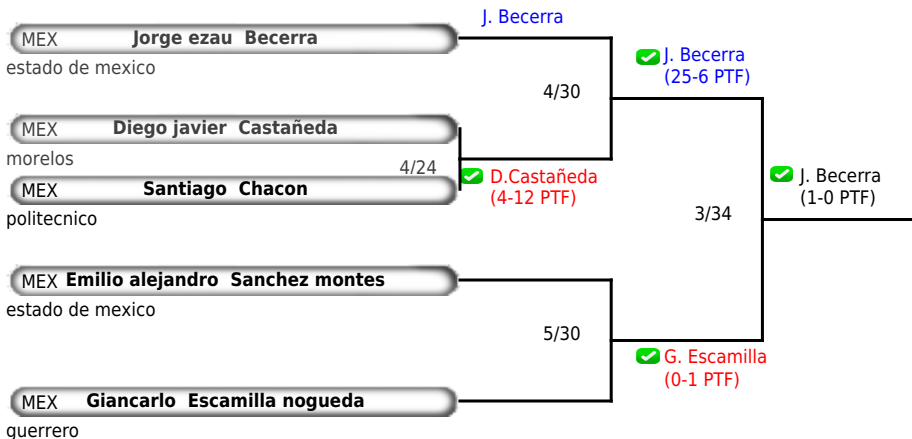 J. Becerra
MEX Jorge ezau Becerra
estado de mexico
J. Becerra
(25-6 PTF)
4/30
MEX Diego javier Castañeda
morelos
4/24
D.Castañeda
(4-12 PTF)
MEX Santiago Chacon
politecnico
J. Becerra
(1-0 PTF)
3/34
MEX Emilio alejandro Sanchez montes
estado de mexico
5/30
G. Escamilla
(0-1 PTF)
MEX Giancarlo Escamilla nogueda
guerrero